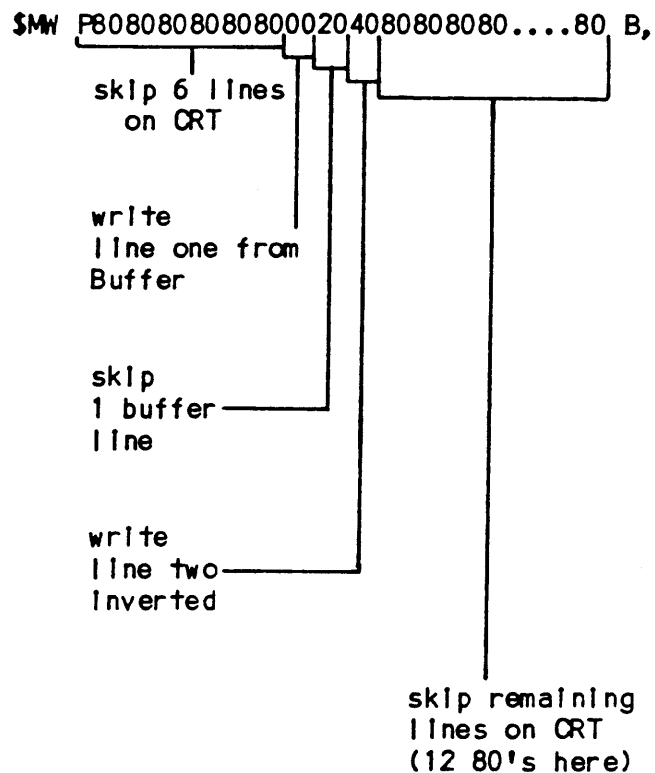 $MW P80808080808000204080808080....80 B,
skip 6 lines
on CRT
write
line one from
Buffer
skip
1 buffer
line
write
line two
inverted
skip remaining
lines on CRT
(12 80's here)